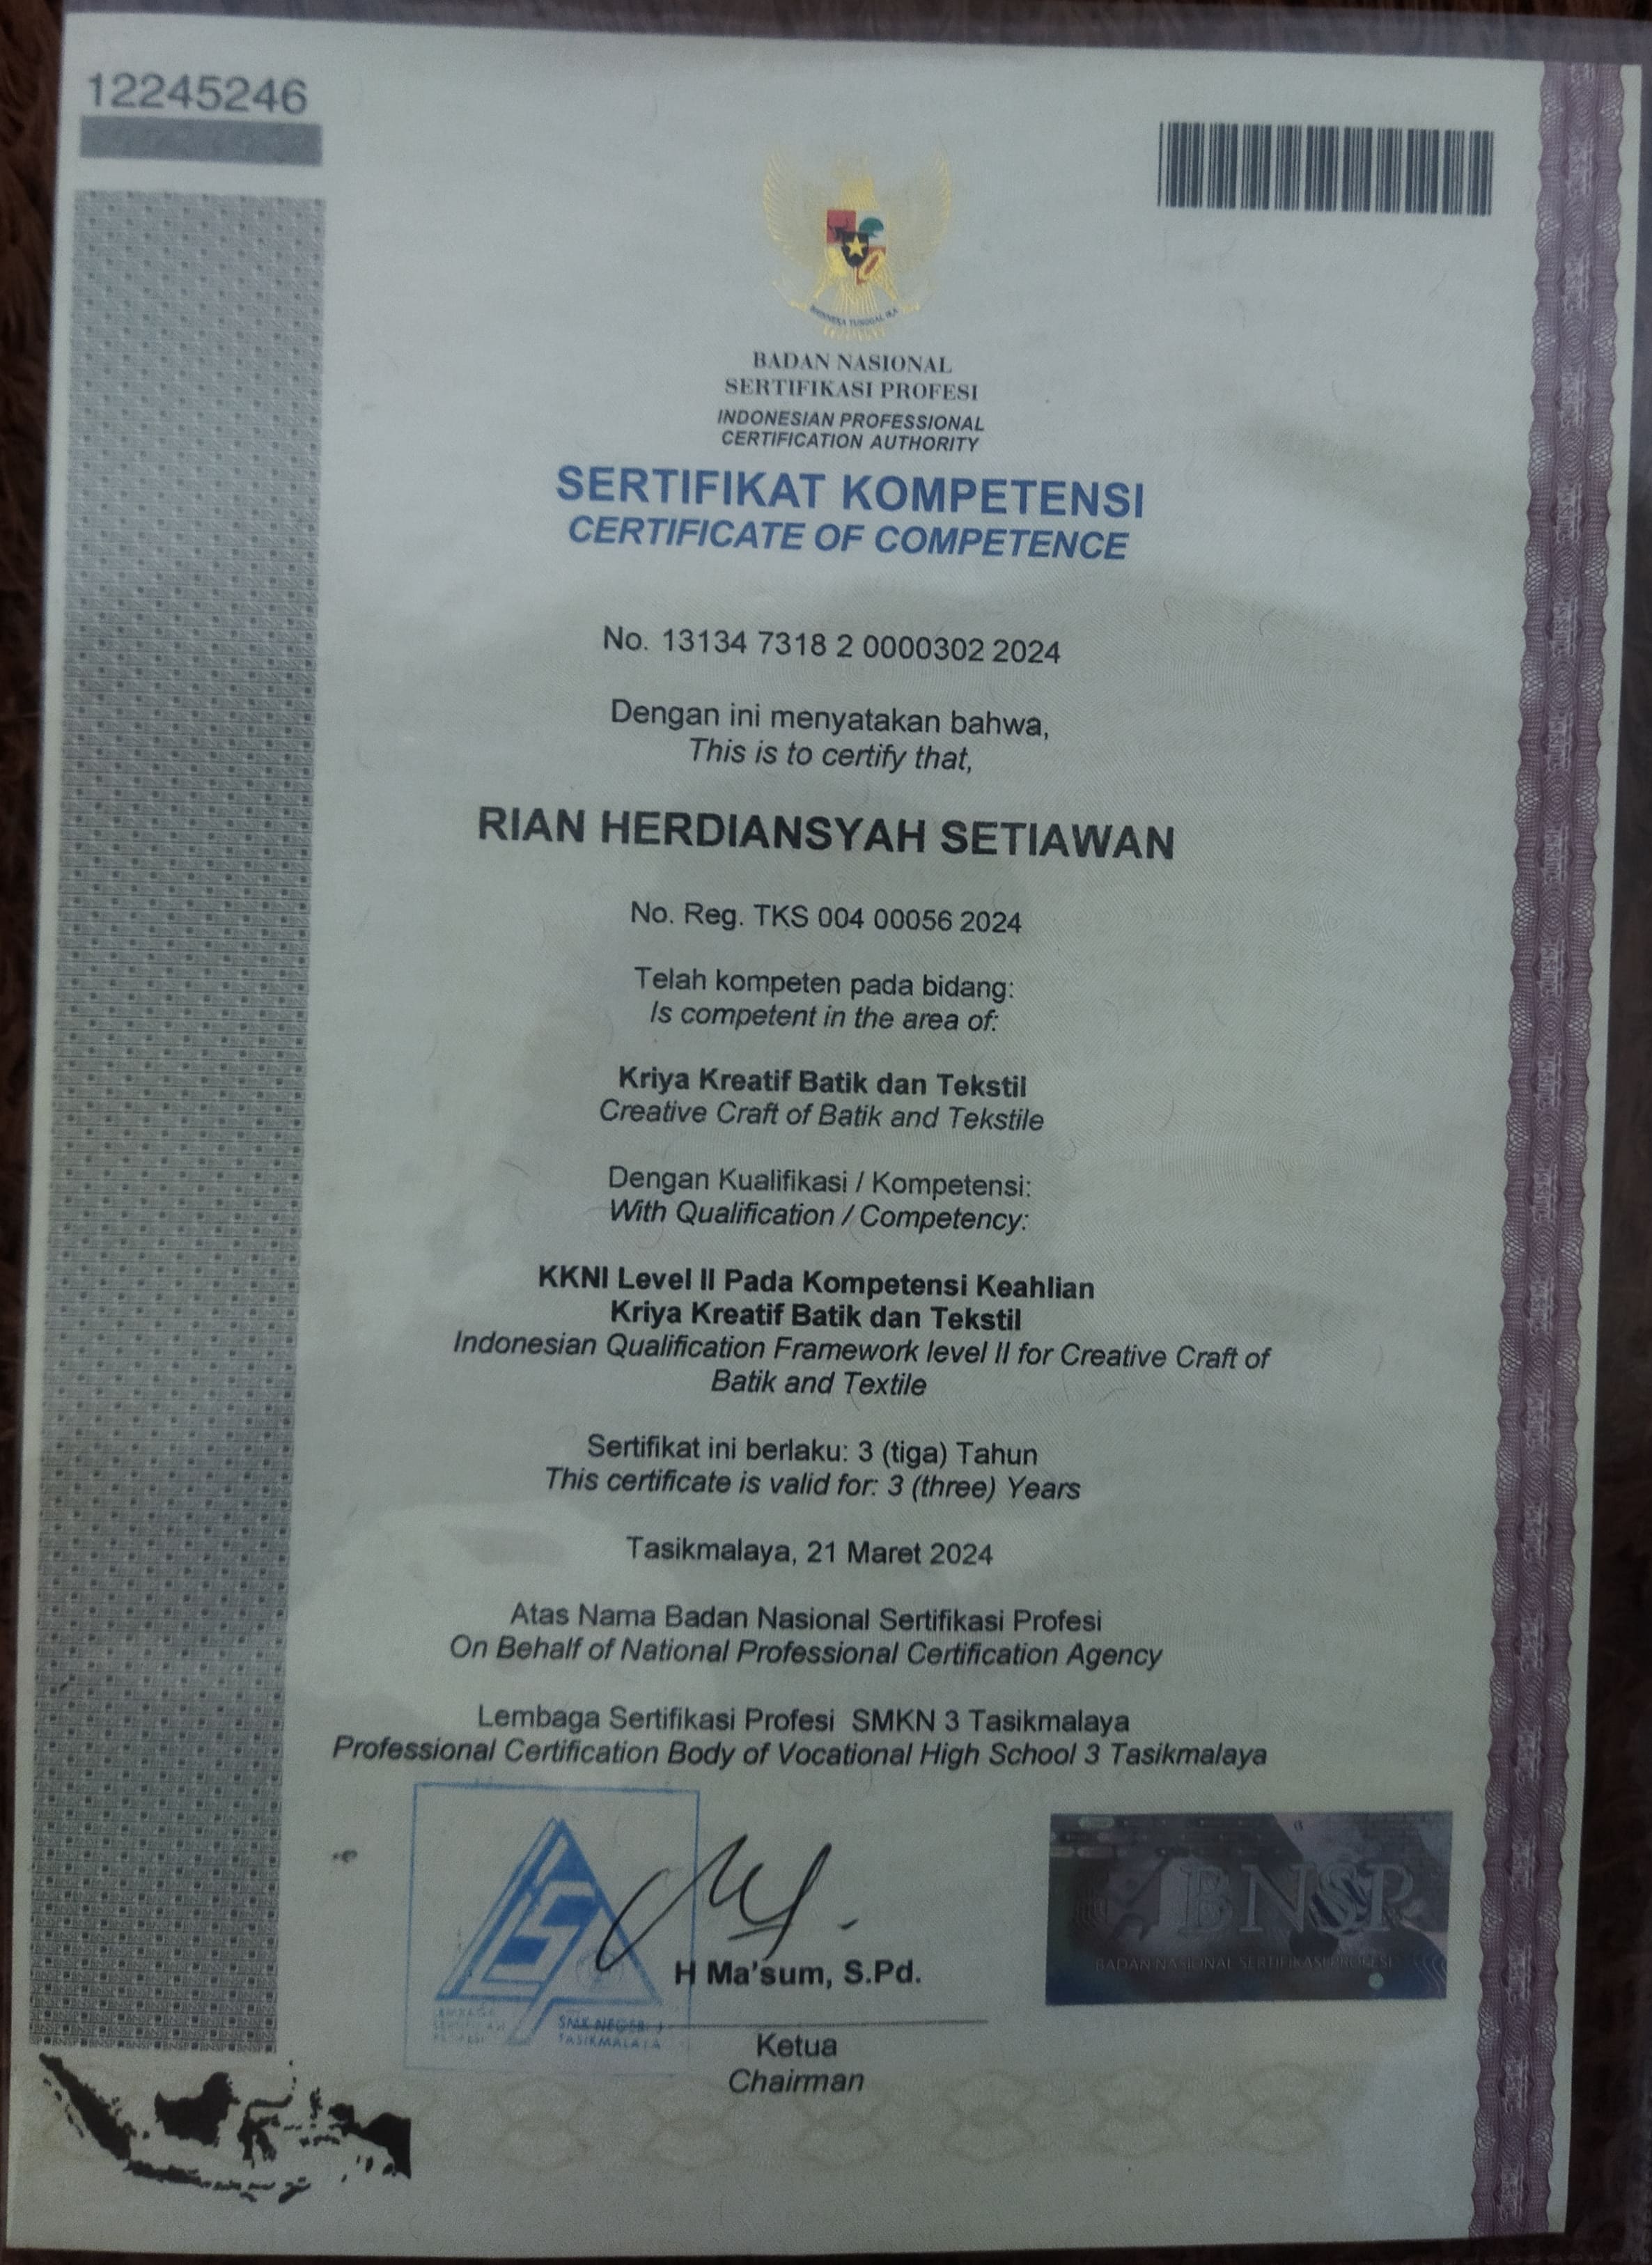 12245246
BHINNEKA TUNGGAL IKA
BADAN NASIONAL
SERTIFIKASI PROFESI
INDONESIAN PROFESSIONAL
CERTIFICATION AUTHORITY
SERTIFIKAT KOMPETENSI
CERTIFICATE OF COMPETENCE
No. 13134 7318 2 0000302 2024
Dengan ini menyatakan bahwa,
This is to certify that,
RIAN HERDIANSYAH SETIAWAN
No. Reg. TKS 004 00056 2024
Telah kompeten pada bidang:
Is competent in the area of:
Kriya Kreatif Batik dan Tekstil
Creative Craft of Batik and Tekstile
Dengan Kualifikasi / Kompetensi:
With Qualification / Competency:
KKNI Level II Pada Kompetensi Keahlian
Kriya Kreatif Batik dan Tekstil
Indonesian Qualification Framework level II for Creative Craft of
Batik and Textile
Sertifikat ini berlaku: 3 (tiga) Tahun
This certificate is valid for: 3 (three) Years
Tasikmalaya, 21 Maret 2024
Atas Nama Badan Nasional Sertifikasi Profesi
On Behalf of National Professional Certification Agency
Lembaga Sertifikasi Profesi SMKN 3 Tasikmalaya
Professional Certification Body of Vocational High School 3 Tasikmalaya
BNSP
BADAN NASIONAL SERTIFIKASI PROFESI
H Ma'sum, S.Pd.
SMK NEGERI 3
TASIKMALAYA
Ketua
Chairman